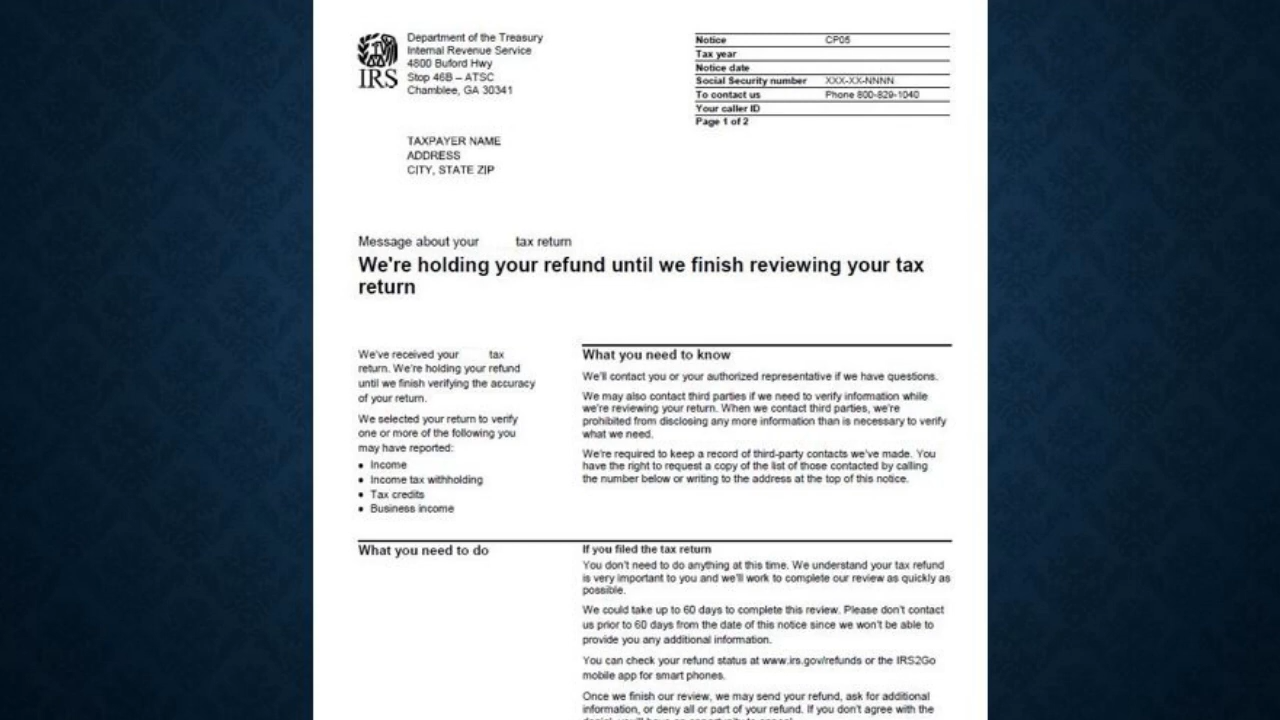 IRS
Department of the Treasury
Internal Revenue Service
4800 Buford Hwy
Stop 46B – ATSC
Chamblee, GA 30341
Notice CP05
Tax year
Notice date
Social Security number XXX-XX-NNNN
To contact us Phone 800-829-1040
Your caller ID
Page 1 of 2
TAXPAYER NAME
ADDRESS
CITY, STATE ZIP
Message about your tax return
We're holding your refund until we finish reviewing your tax
return
We've received your tax
return. We're holding your refund
until we finish verifying the accuracy
of your return.
We selected your return to verify
one or more of the following you
may have reported:
• Income
• Income tax withholding
• Tax credits
• Business income
What you need to know
We'll contact you or your authorized representative if we have questions.
We may also contact third parties if we need to verify information while
we're reviewing your return. When we contact third parties, we're
prohibited from disclosing any more information than is necessary to verify
what we need.
We're required to keep a record of third-party contacts we've made. You
have the right to request a copy of the list of those contacted by calling
the number below or writing to the address at the top of this notice.
What you need to do
If you filed the tax return
You don't need to do anything at this time. We understand your tax refund
is very important to you and we'll work to complete our review as quickly as
possible.
We could take up to 60 days to complete this review. Please don't contact
us prior to 60 days from the date of this notice since we won't be able to
provide you any additional information.
You can check your refund status at www.irs.gov/refunds or the IRS2Go
mobile app for smart phones.
Once we finish our review, we may send your refund, ask for additional
information, or deny all or part of your refund. If you don't agree with the